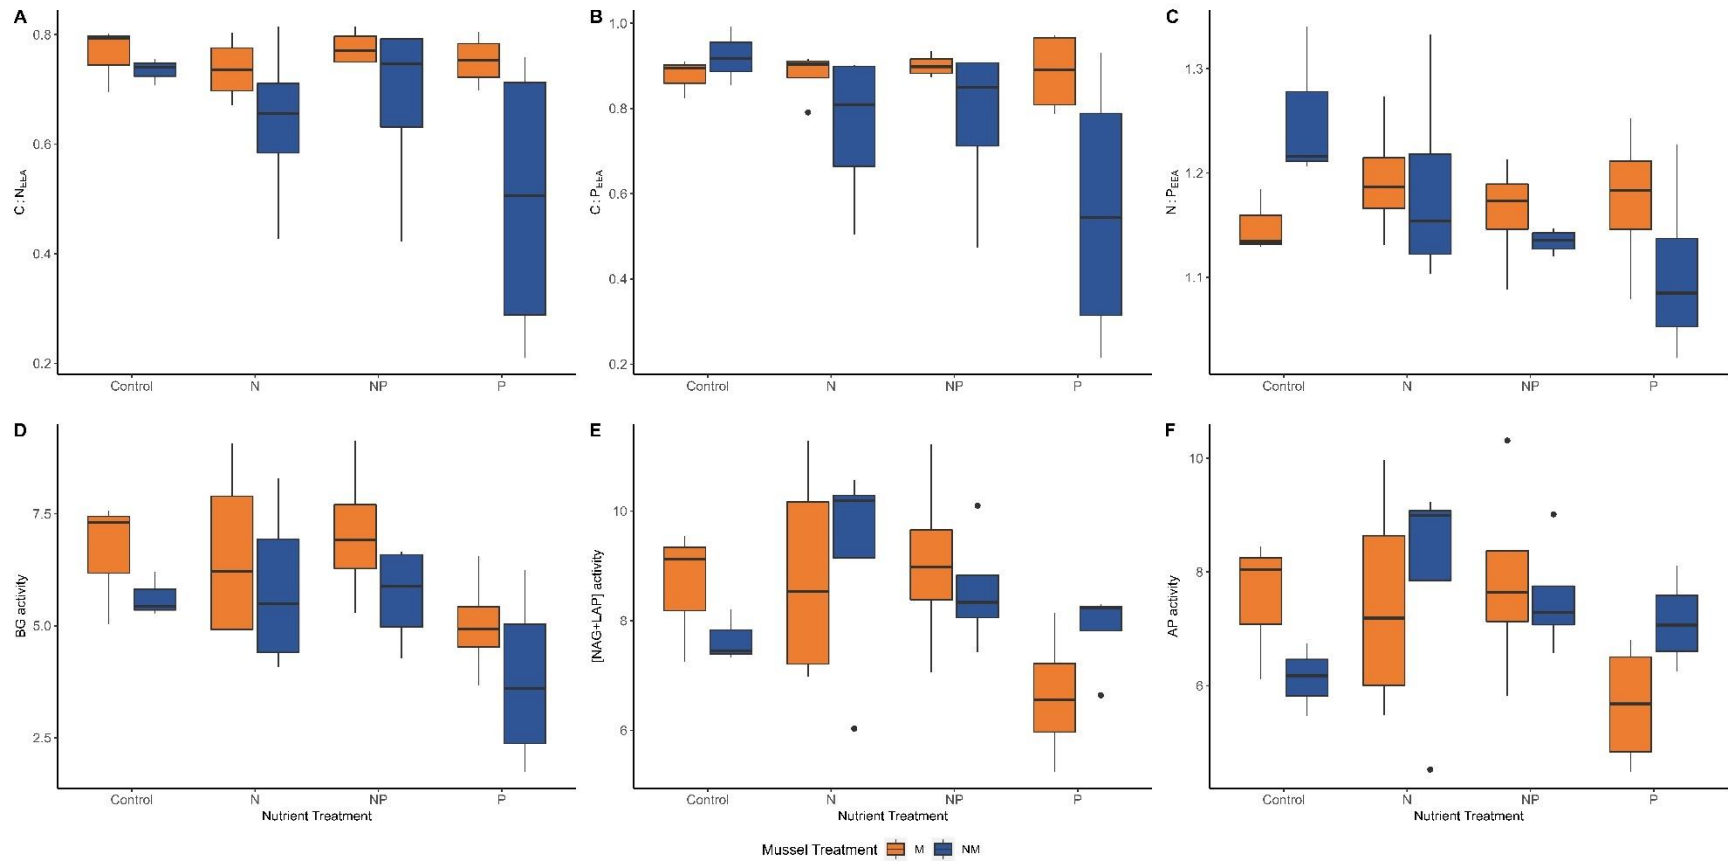 A
C : N_EEA
0.8
0.6
0.4
0.2
Control N NP P
B
C : P_EEA
1.0
0.8
0.6
0.4
0.2
Control N NP P
C
N : P_EEA
1.3
1.2
1.1
Control N NP P
D
BG activity
7.5
5.0
2.5
Control N NP P
Nutrient Treatment
E
[NAG+LAP] activity
10
8
6
Control N NP P
Nutrient Treatment
F
AP activity
10
8
6
Control N NP P
Nutrient Treatment
Mussel Treatment M NM